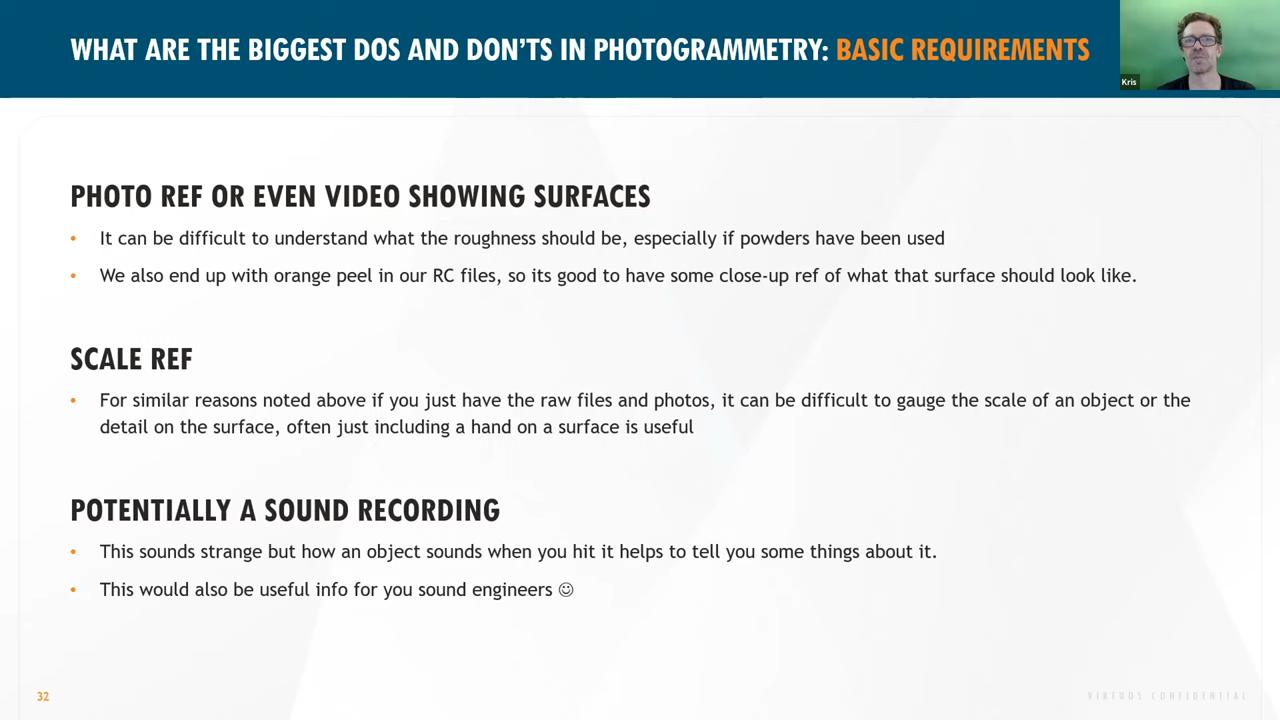 WHAT ARE THE BIGGEST DOS AND DON'TS IN PHOTOGRAMMETRY: BASIC REQUIREMENTS
Kris
PHOTO REF OR EVEN VIDEO SHOWING SURFACES
• It can be difficult to understand what the roughness should be, especially if powders have been used
• We also end up with orange peel in our RC files, so its good to have some close-up ref of what that surface should look like.
SCALE REF
• For similar reasons noted above if you just have the raw files and photos, it can be difficult to gauge the scale of an object or the
detail on the surface, often just including a hand on a surface is useful
POTENTIALLY A SOUND RECORDING
• This sounds strange but how an object sounds when you hit it helps to tell you some things about it.
• This would also be useful info for you sound engineers ☺
32
VIRTUOS CONFIDENTIAL